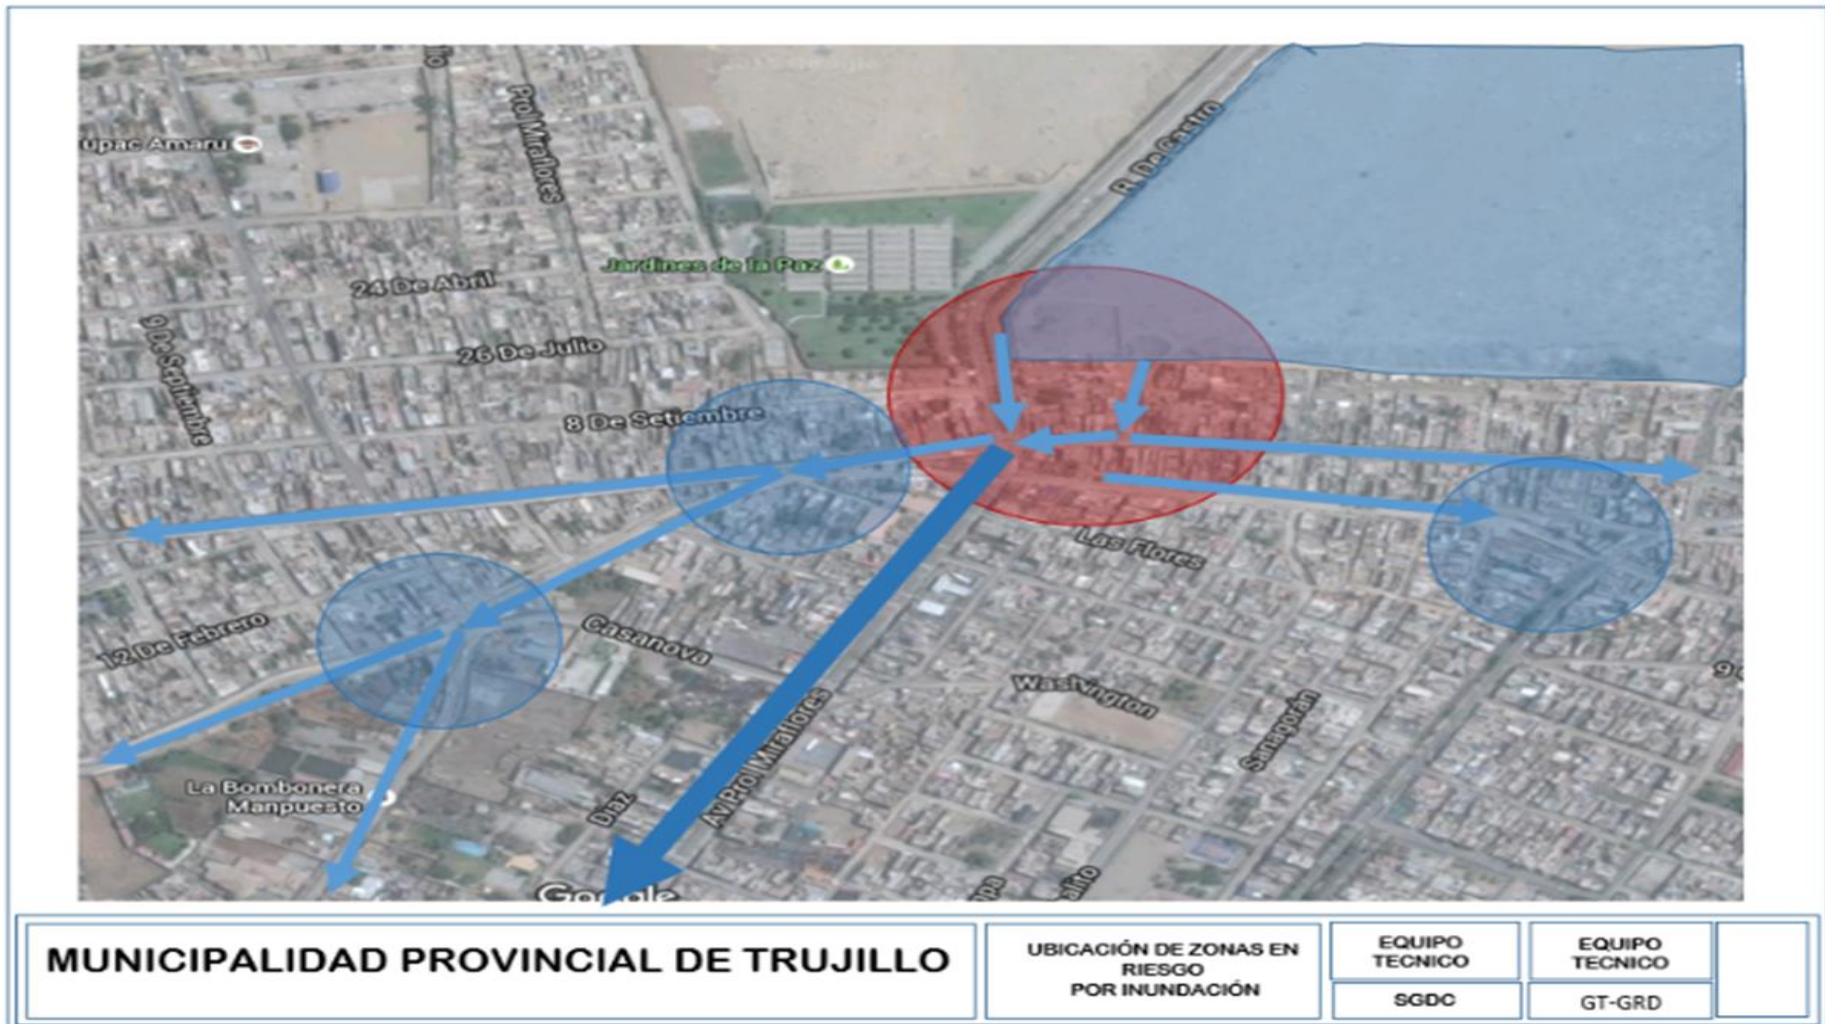 upac Amaru
Prol Miraflores
R. De Castro
Jardines de la Paz
24 De Abril
26 De Julio
9 De Septiembre
8 De Setiembre
Las Flores
12 De Febrero
Casanova
Washington
Sanagorán
Av Prol Miraflores
La Bombonera
Manpuesto
Diaz
Google
MUNICIPALIDAD PROVINCIAL DE TRUJILLO
UBICACIÓN DE ZONAS EN
RIESGO
POR INUNDACIÓN
EQUIPO
TECNICO
SGDC
EQUIPO
TECNICO
GT-GRD